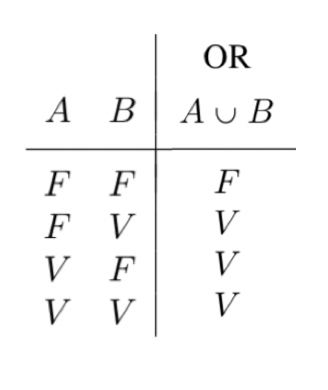 OR
A B A ∪ B
F F F
F V V
V F V
V V V